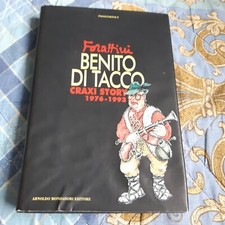 Forattini
BENITO
DI TACCO
CRAXI STORY
1976-1993
ARNOLDO MONDADORI EDITORE